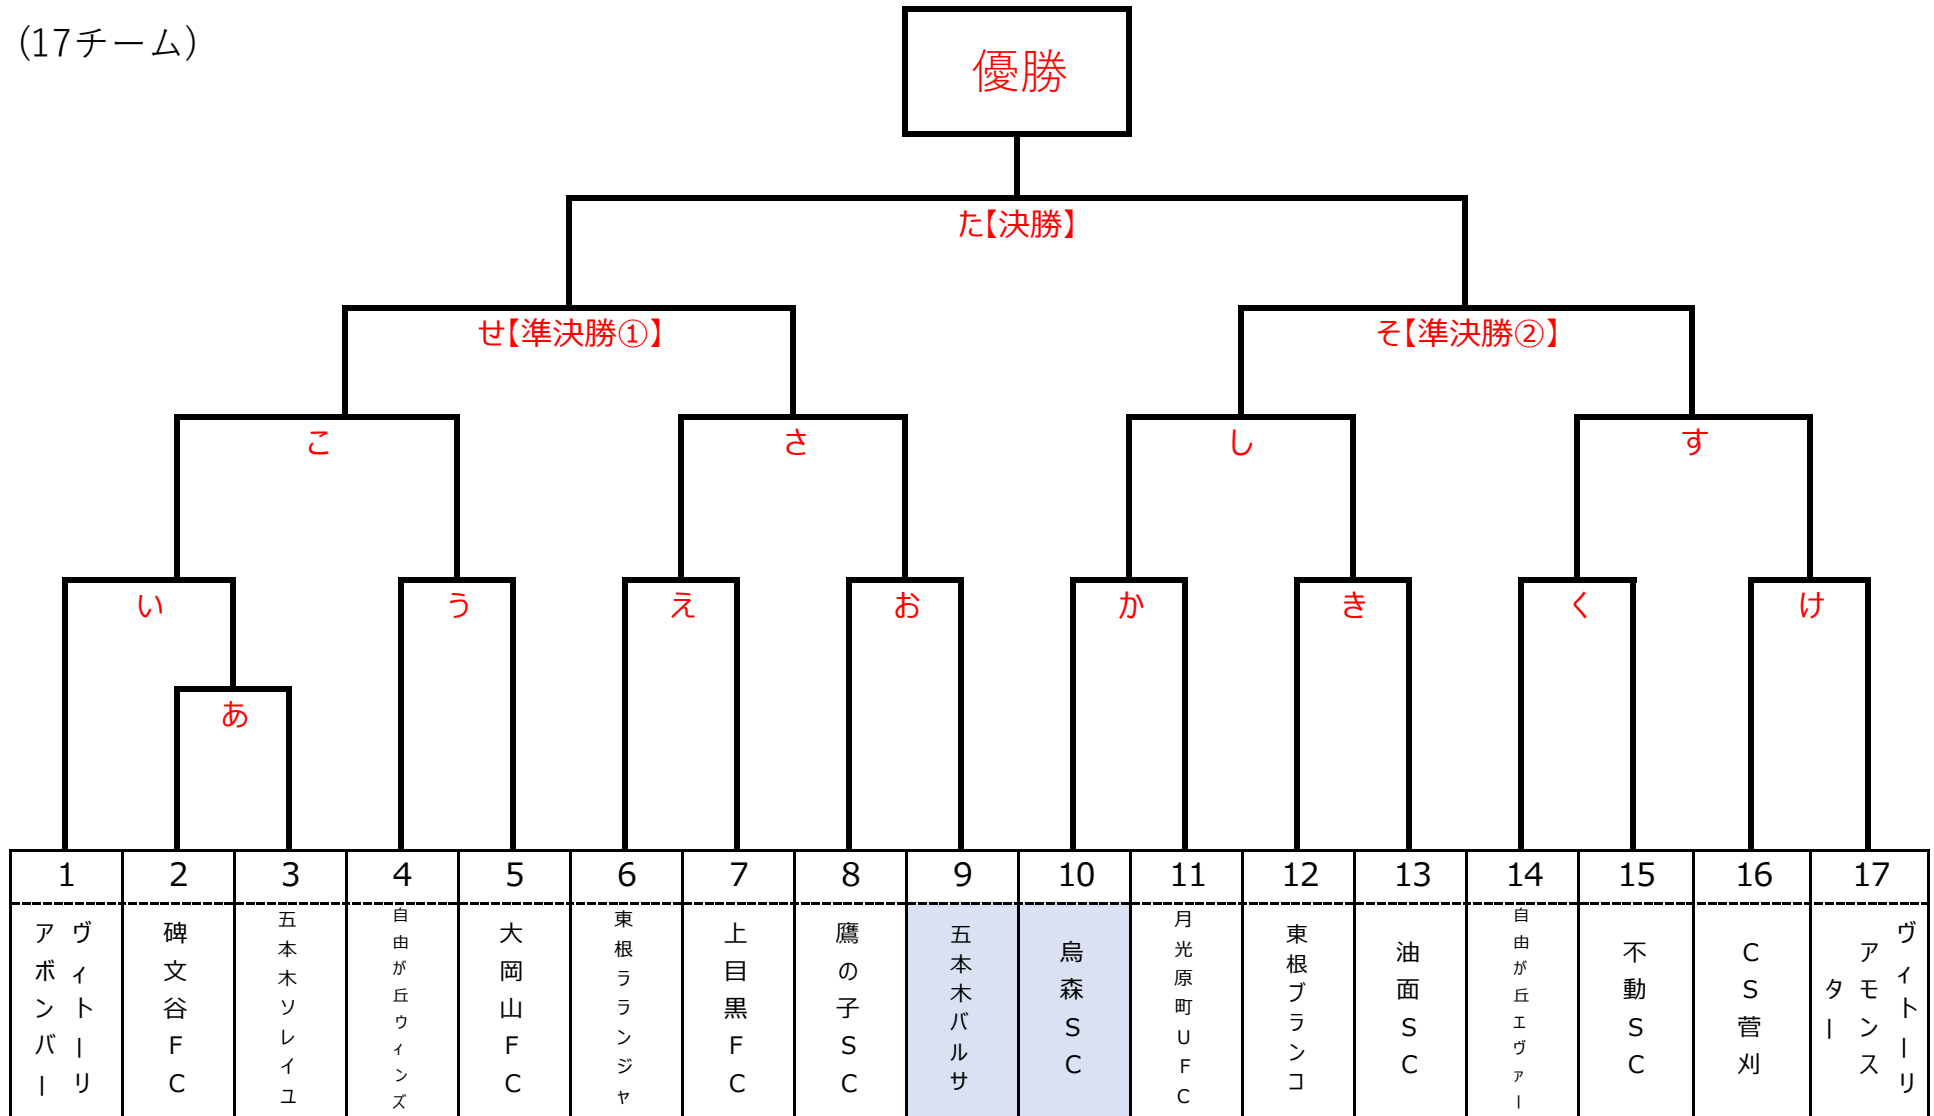 (17チーム)
優勝
た【決勝】
せ【準決勝①】
そ【準決勝②】
こ
さ
し
す
い
う
え
お
か
き
く
け
あ
1
2
3
4
5
6
7
8
9
10
11
12
13
14
15
16
17
ヴィトーリ
アボンバー
碑文谷FC
五本木ソレイユ
自由が丘ウィンズ
大岡山FC
東根ラランジャ
上目黒FC
鷹の子SC
五本木バルサ
烏森SC
月光原町UFC
東根ブランコ
油面SC
自由が丘エヴァー
不動SC
CS菅刈
ヴィトーリ
アモンス
ター